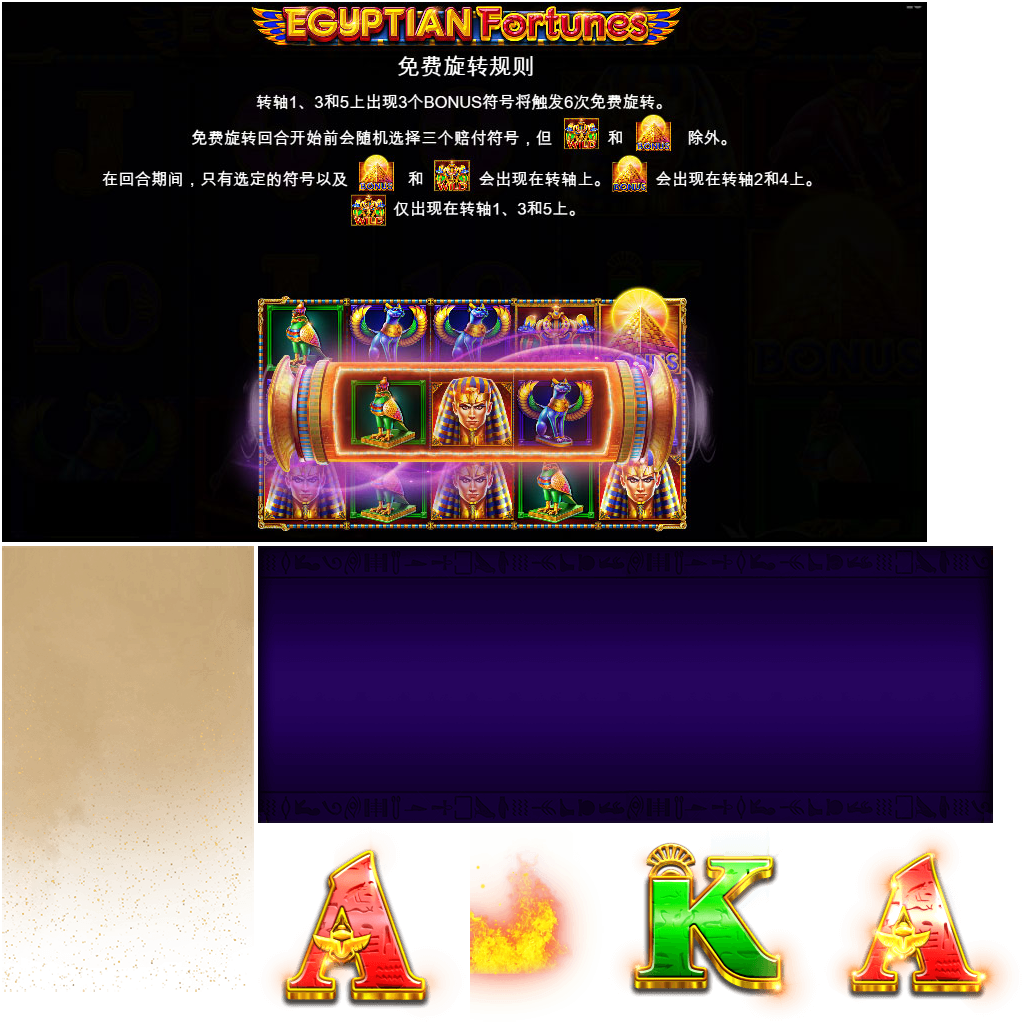 EGYPTIAN Fortunes
免费旋转规则
转轴1、3和5上出现3个BONUS符号将触发6次免费旋转。
免费旋转回合开始前会随机选择三个赔付符号，但 WILD 和 BONUS 除外。
在回合期间，只有选定的符号以及 BONUS 和 WILD 会出现在转轴上。 BONUS 会出现在转轴2和4上。
WILD 仅出现在转轴1、3和5上。
10
BONUS
A K A